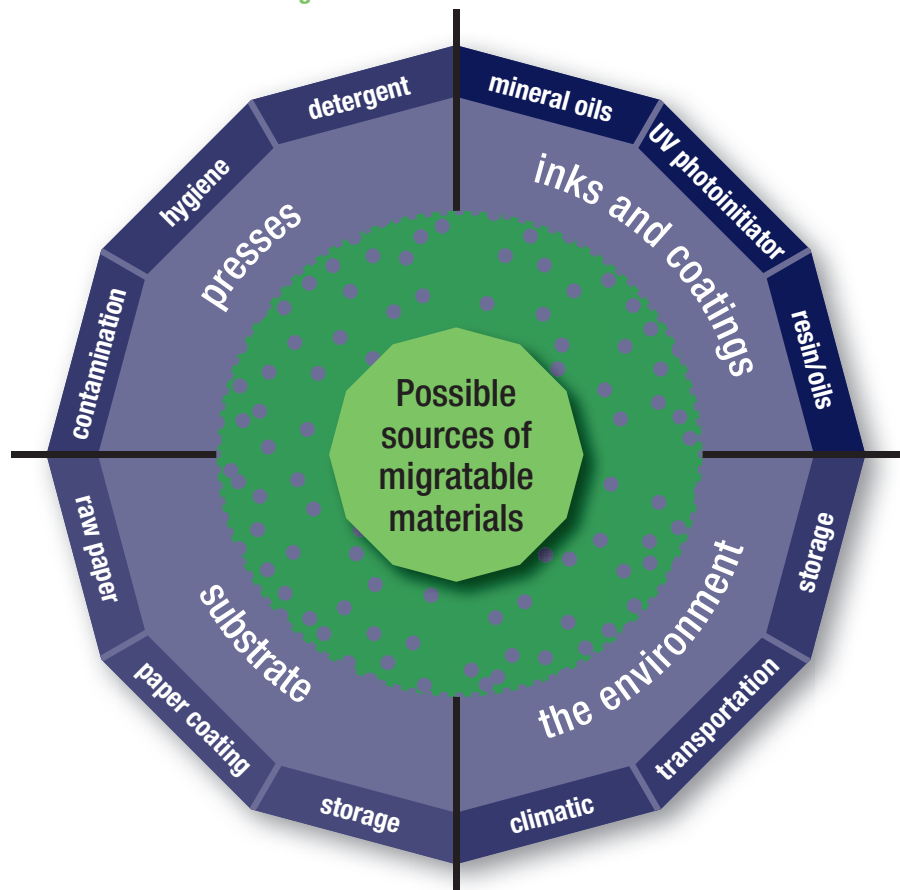 detergent
mineral oils
hygiene
UV photoinitiator
presses
inks and coatings
contamination
resin/oils
Possible
sources of
migratable
materials
raw paper
storage
substrate
the environment
paper coating
transportation
storage
climatic